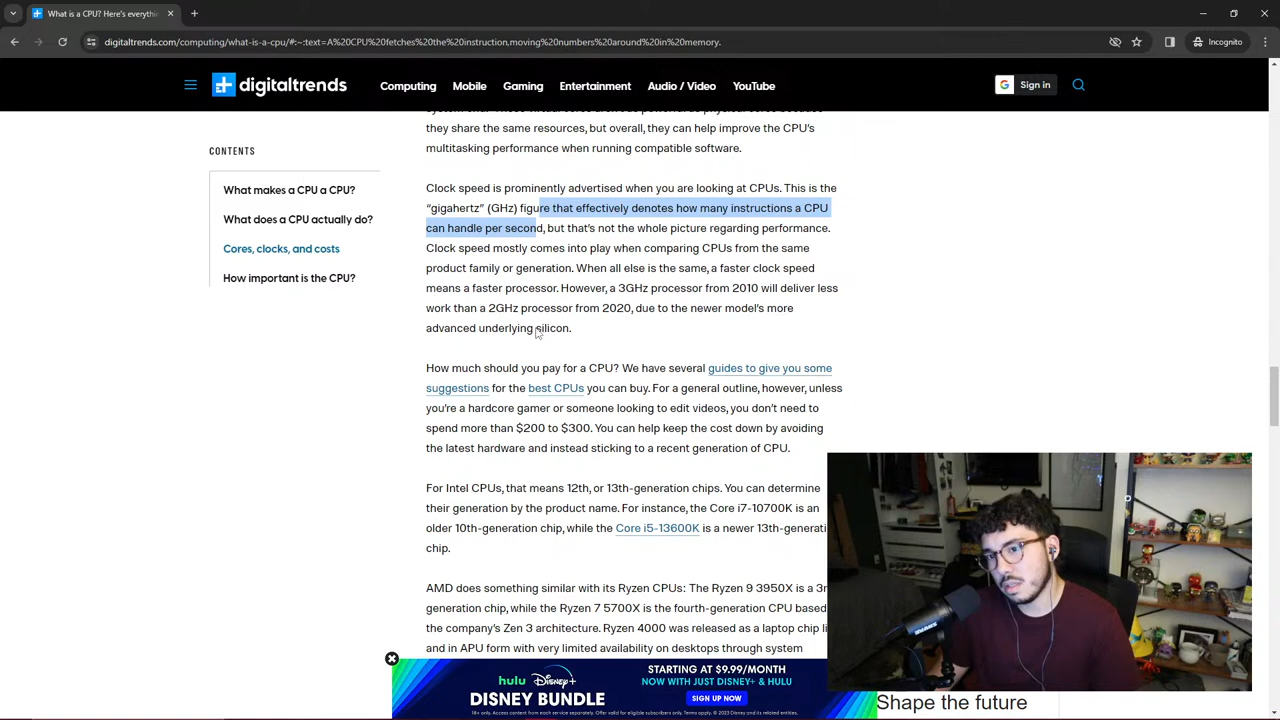 What is a CPU? Here's everythin
digitaltrends.com/computing/what-is-a-cpu/#:~:text=A%20CPU%20fetches%20the%20instruction,moving%20numbers%20around%20in%20memory.
Incognito
digitaltrends
Computing
Mobile
Gaming
Entertainment
Audio / Video
YouTube
G
Sign in
CONTENTS
What makes a CPU a CPU?
What does a CPU actually do?
Cores, clocks, and costs
How important is the CPU?
they share the same resources, but overall, they can help improve the CPU's
multitasking performance when running compatible software.
Clock speed is prominently advertised when you are looking at CPUs. This is the
“gigahertz” (GHz) figure that effectively denotes how many instructions a CPU
can handle per second, but that's not the whole picture regarding performance.
Clock speed mostly comes into play when comparing CPUs from the same
product family or generation. When all else is the same, a faster clock speed
means a faster processor. However, a 3GHz processor from 2010 will deliver less
work than a 2GHz processor from 2020, due to the newer model's more
advanced underlying silicon.
How much should you pay for a CPU? We have several guides to give you some
suggestions for the best CPUs you can buy. For a general outline, however, unless
you're a hardcore gamer or someone looking to edit videos, you don't need to
spend more than $200 to $300. You can help keep the cost down by avoiding
the latest hardware and instead sticking to a recent generation of CPU.
For Intel CPUs, that means 12th, or 13th-generation chips. You can determine
their generation by the product name. For instance, the Core i7-10700K is an
older 10th-generation chip, while the Core i5-13600K is a newer 13th-generati
chip.
AMD does something similar with its Ryzen CPUs: The Ryzen 9 3950X is a 3r
generation chip, while the Ryzen 7 5700X is the fourth-generation CPU based
the company's Zen 3 architecture. Ryzen 4000 was released as a laptop chip li
and in APU form with very limited availability on desktops through system
hulu Disney+
DISNEY BUNDLE
STARTING AT $9.99/MONTH
NOW WITH JUST DISNEY+ & HULU
SIGN UP NOW
Shape the future